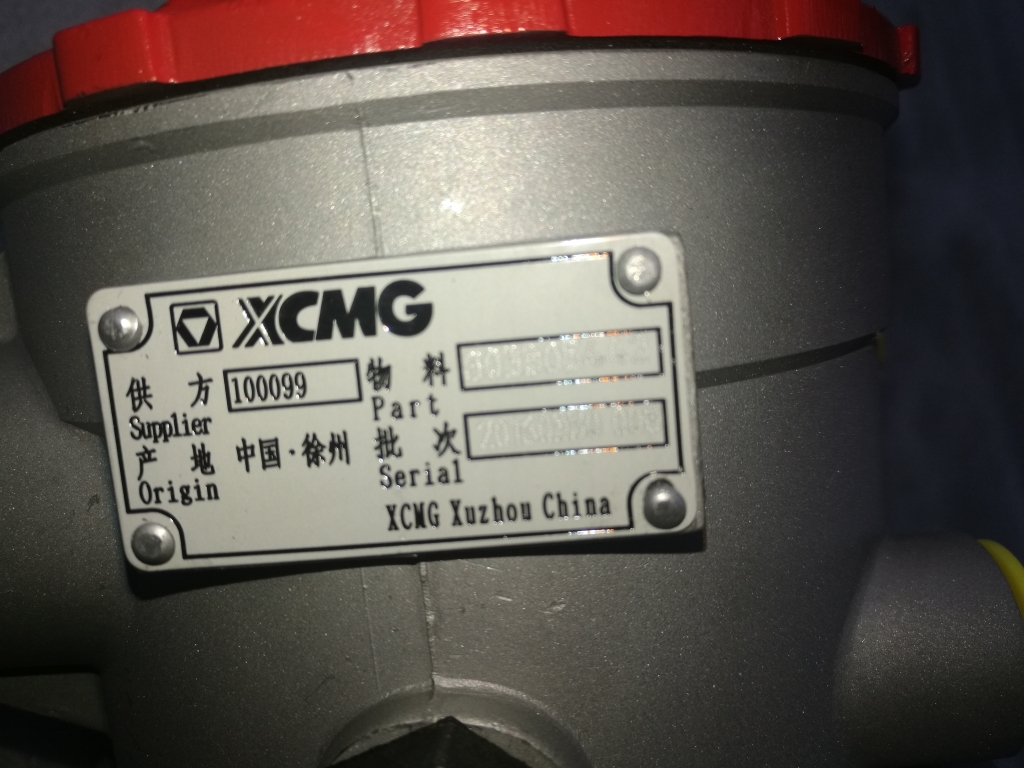 XCMG
供方 100099 物料
Supplier Part
产地 中国·徐州 批次
Origin Serial
XCMG Xuzhou China